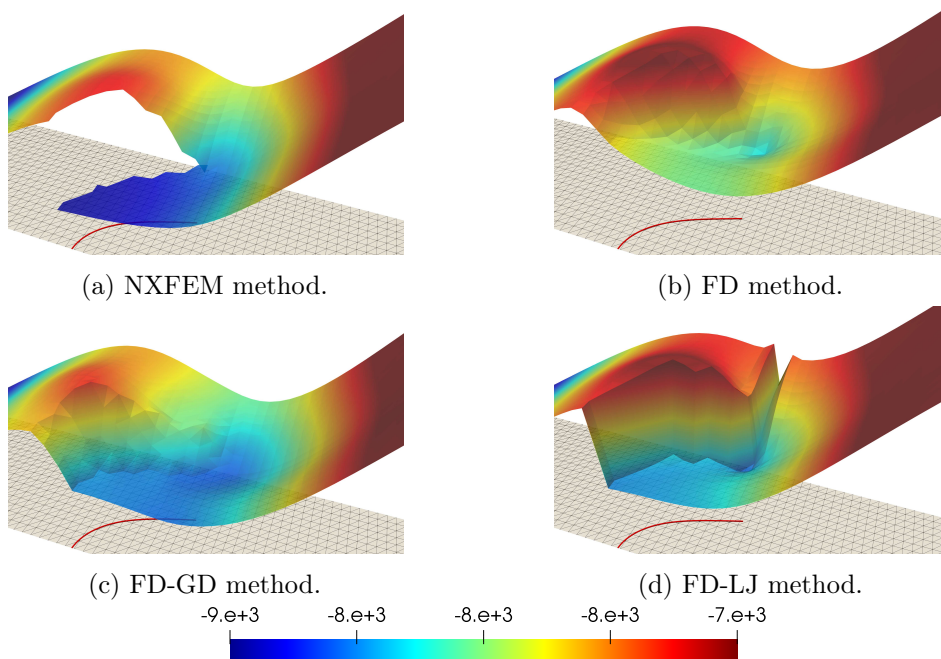 (a) NXFEM method.
(b) FD method.
(c) FD-GD method.
(d) FD-LJ method.
-9.e+3 -8.e+3 -8.e+3 -8.e+3 -7.e+3